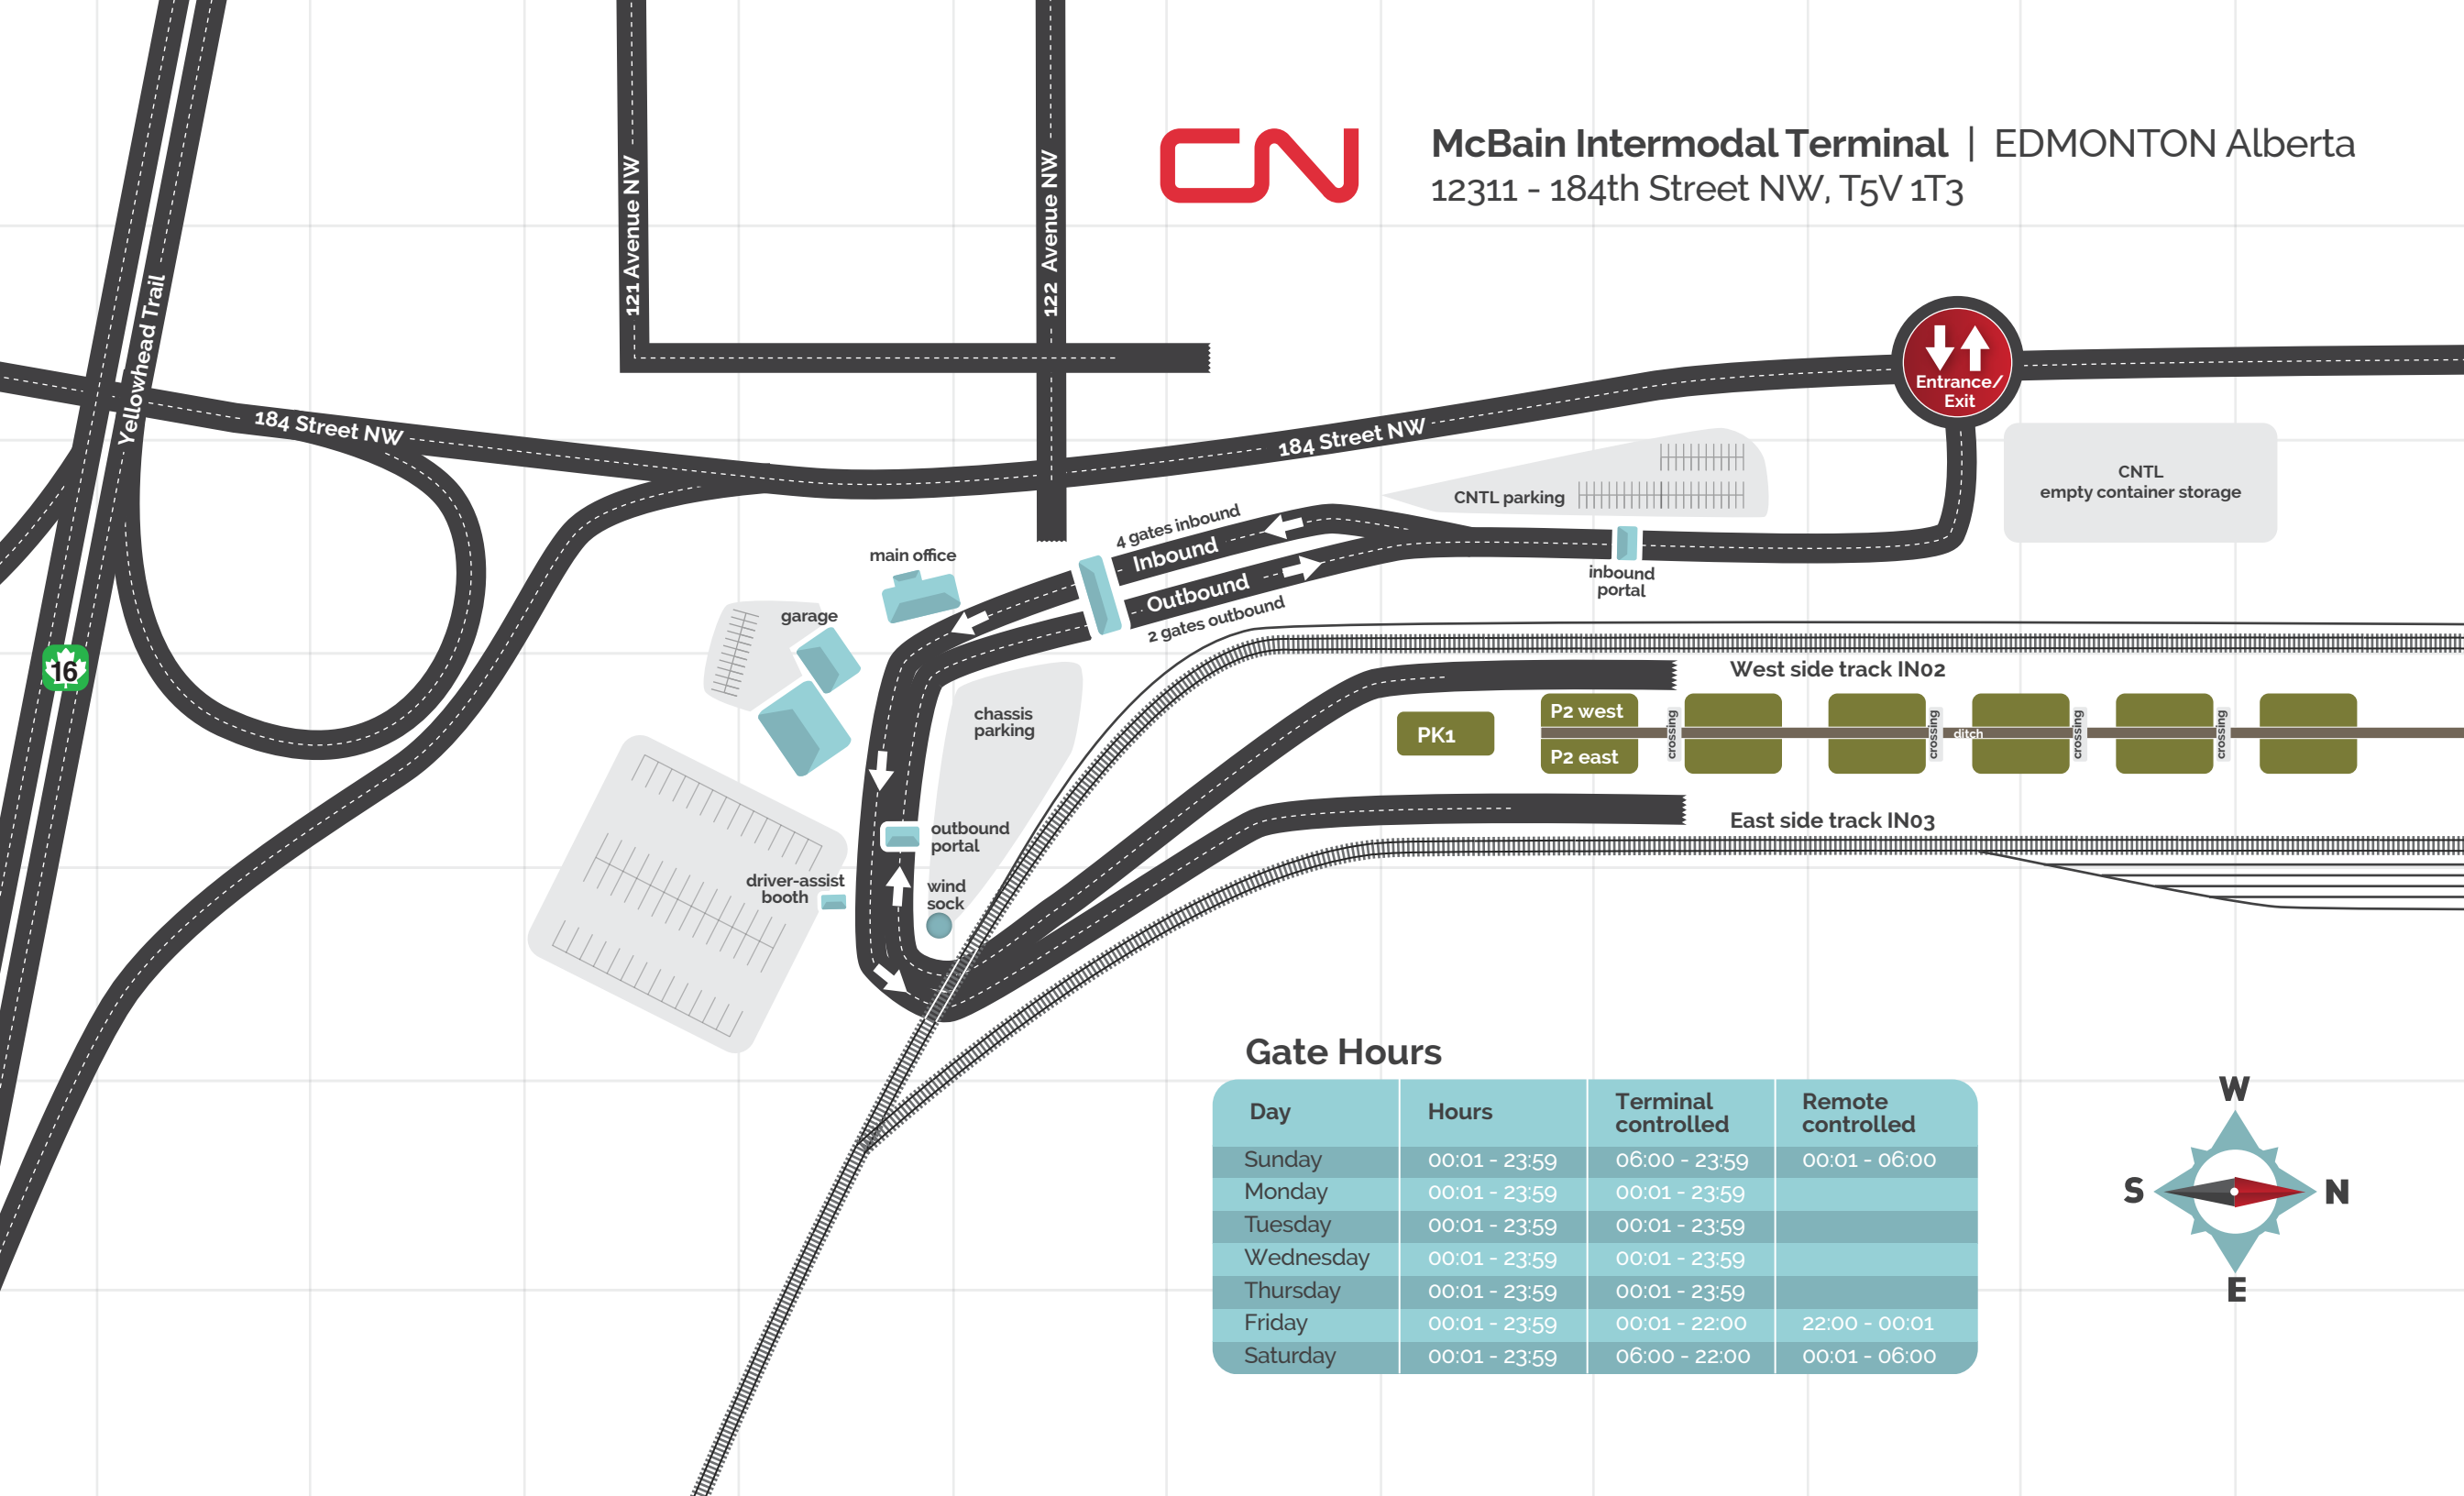 CN
McBain Intermodal Terminal | EDMONTON Alberta
12311 - 184th Street NW, T5V 1T3
121 Avenue NW
122 Avenue NW
Yellowhead Trail
184 Street NW
184 Street NW
Entrance/
Exit
CNTL
empty container storage
CNTL parking
4 gates inbound
Inbound
Outbound
2 gates outbound
inbound
portal
main office
garage
16
chassis
parking
West side track IN02
PK1
P2 west
P2 east
crossing
crossing
ditch
crossing
crossing
East side track IN03
outbound
portal
driver-assist
booth
wind
sock
Gate Hours
Day Hours Terminal controlled Remote controlled
Sunday 00:01 - 23:59 06:00 - 23:59 00:01 - 06:00
Monday 00:01 - 23:59 00:01 - 23:59
Tuesday 00:01 - 23:59 00:01 - 23:59
Wednesday 00:01 - 23:59 00:01 - 23:59
Thursday 00:01 - 23:59 00:01 - 23:59
Friday 00:01 - 23:59 00:01 - 22:00 22:00 - 00:01
Saturday 00:01 - 23:59 06:00 - 22:00 00:01 - 06:00
W
S
N
E